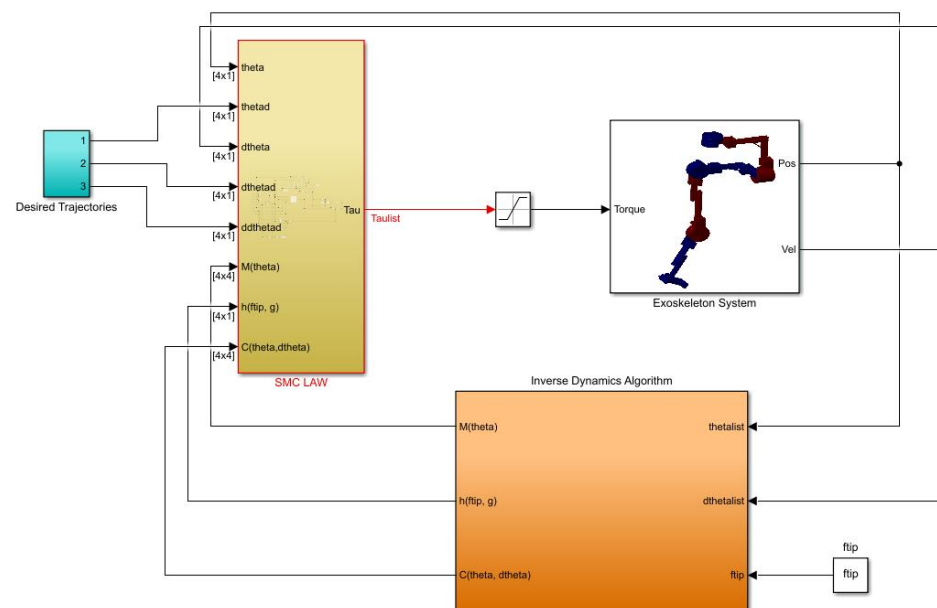 theta
[4x1]
thetad
[4x1]
dtheta
[4x1]
dthetad
[4x1]
ddthetad
[4x1]
M(theta)
[4x4]
h(ftip, g)
[4x1]
C(theta,dtheta)
[4x4]
Tau
SMC LAW
1
2
3
Desired Trajectories
Taulist
Torque
Pos
Vel
Exoskeleton System
Inverse Dynamics Algorithm
M(theta)
thetalist
h(ftip, g)
dthetalist
C(theta, dtheta)
ftip
ftip
ftip